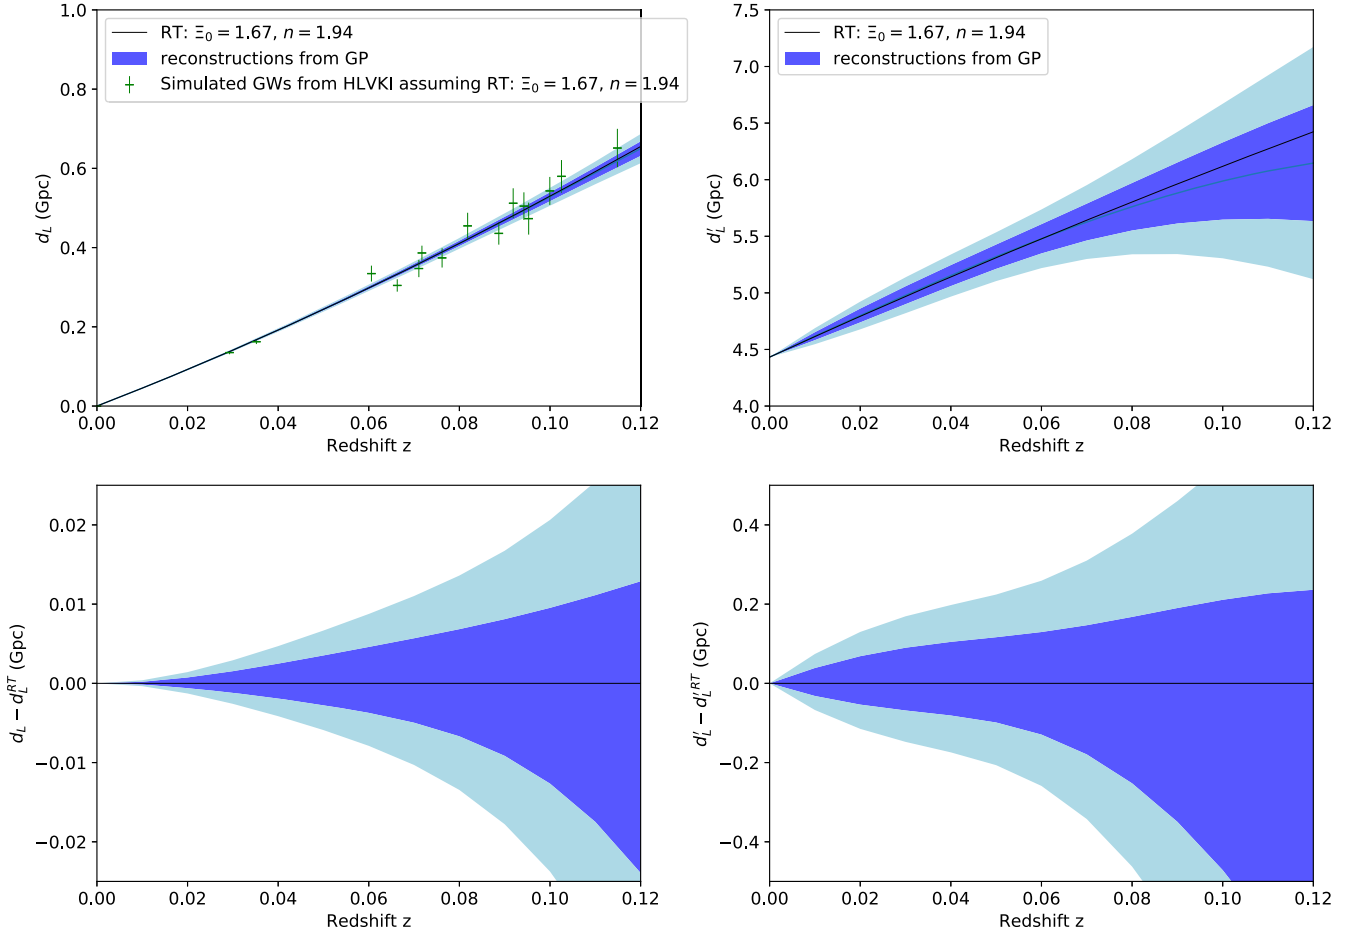 RT: Ξ₀ = 1.67, n = 1.94
reconstructions from GP
Simulated GWs from HLVKI assuming RT: Ξ₀ = 1.67, n = 1.94
1.0
0.8
0.6
0.4
0.2
0.0
d_L (Gpc)
0.00 0.02 0.04 0.06 0.08 0.10 0.12
Redshift z
RT: Ξ₀ = 1.67, n = 1.94
reconstructions from GP
7.5
7.0
6.5
6.0
5.5
5.0
4.5
4.0
d′_L (Gpc)
0.00 0.02 0.04 0.06 0.08 0.10 0.12
Redshift z
0.02
0.01
0.00
−0.01
−0.02
d_L − d_L^{RT} (Gpc)
0.00 0.02 0.04 0.06 0.08 0.10 0.12
Redshift z
0.4
0.2
0.0
−0.2
−0.4
d′_L − d′_L^{RT} (Gpc)
0.00 0.02 0.04 0.06 0.08 0.10 0.12
Redshift z